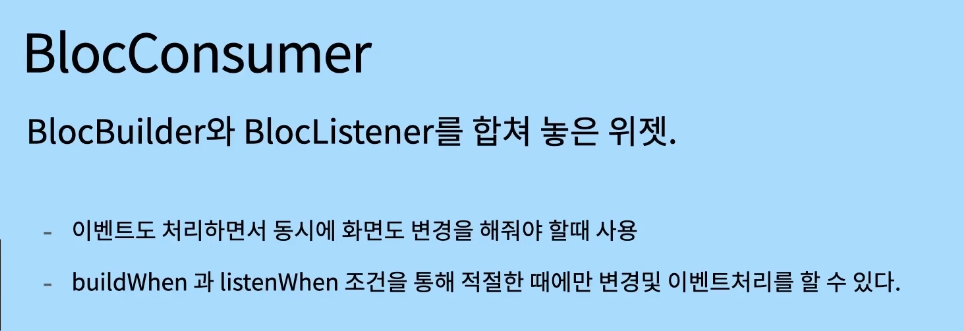 BlocConsumer
BlocBuilder와 BlocListener를 합쳐 놓은 위젯.
- 이벤트도 처리하면서 동시에 화면도 변경을 해줘야 할때 사용
- buildWhen 과 listenWhen 조건을 통해 적절한 때에만 변경및 이벤트처리를 할 수 있다.